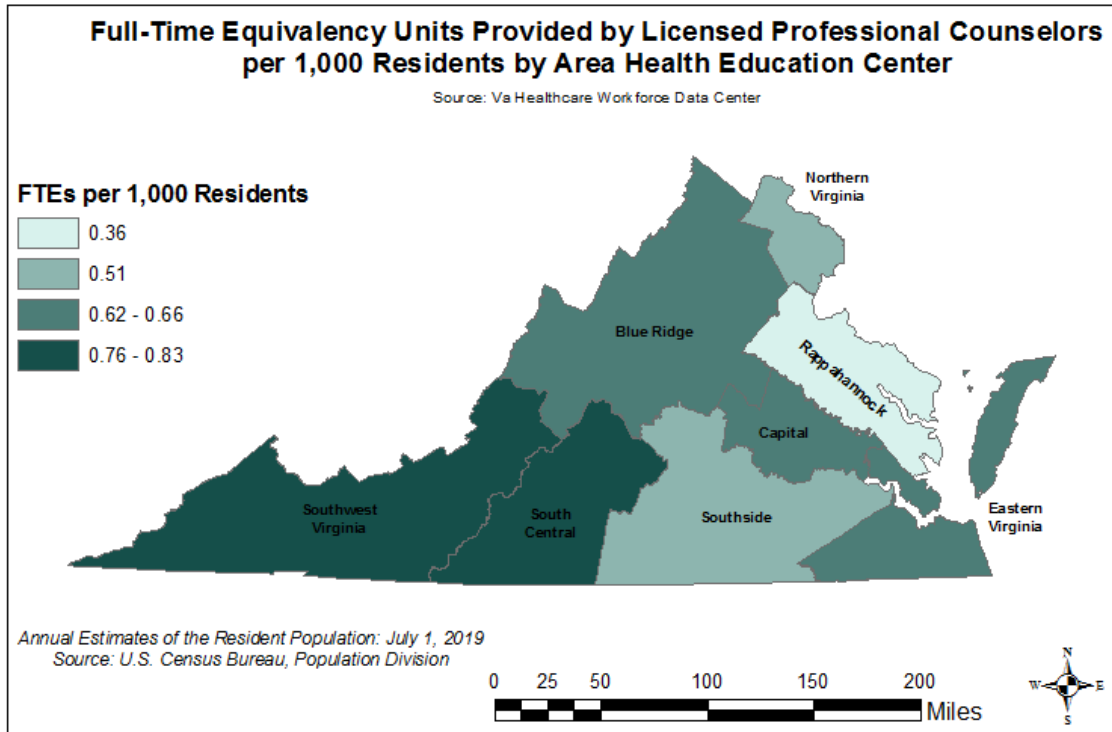 Full-Time Equivalency Units Provided by Licensed Professional Counselors
per 1,000 Residents by Area Health Education Center
Source: Va Healthcare Workforce Data Center
FTEs per 1,000 Residents
0.36
0.51
0.62 - 0.66
0.76 - 0.83
Northern
Virginia
Blue Ridge
Rappahannock
Capital
Southwest
Virginia
South
Central
Southside
Eastern
Virginia
Annual Estimates of the Resident Population: July 1, 2019
Source: U.S. Census Bureau, Population Division
0 25 50 100 150 200
Miles
N
W E
S